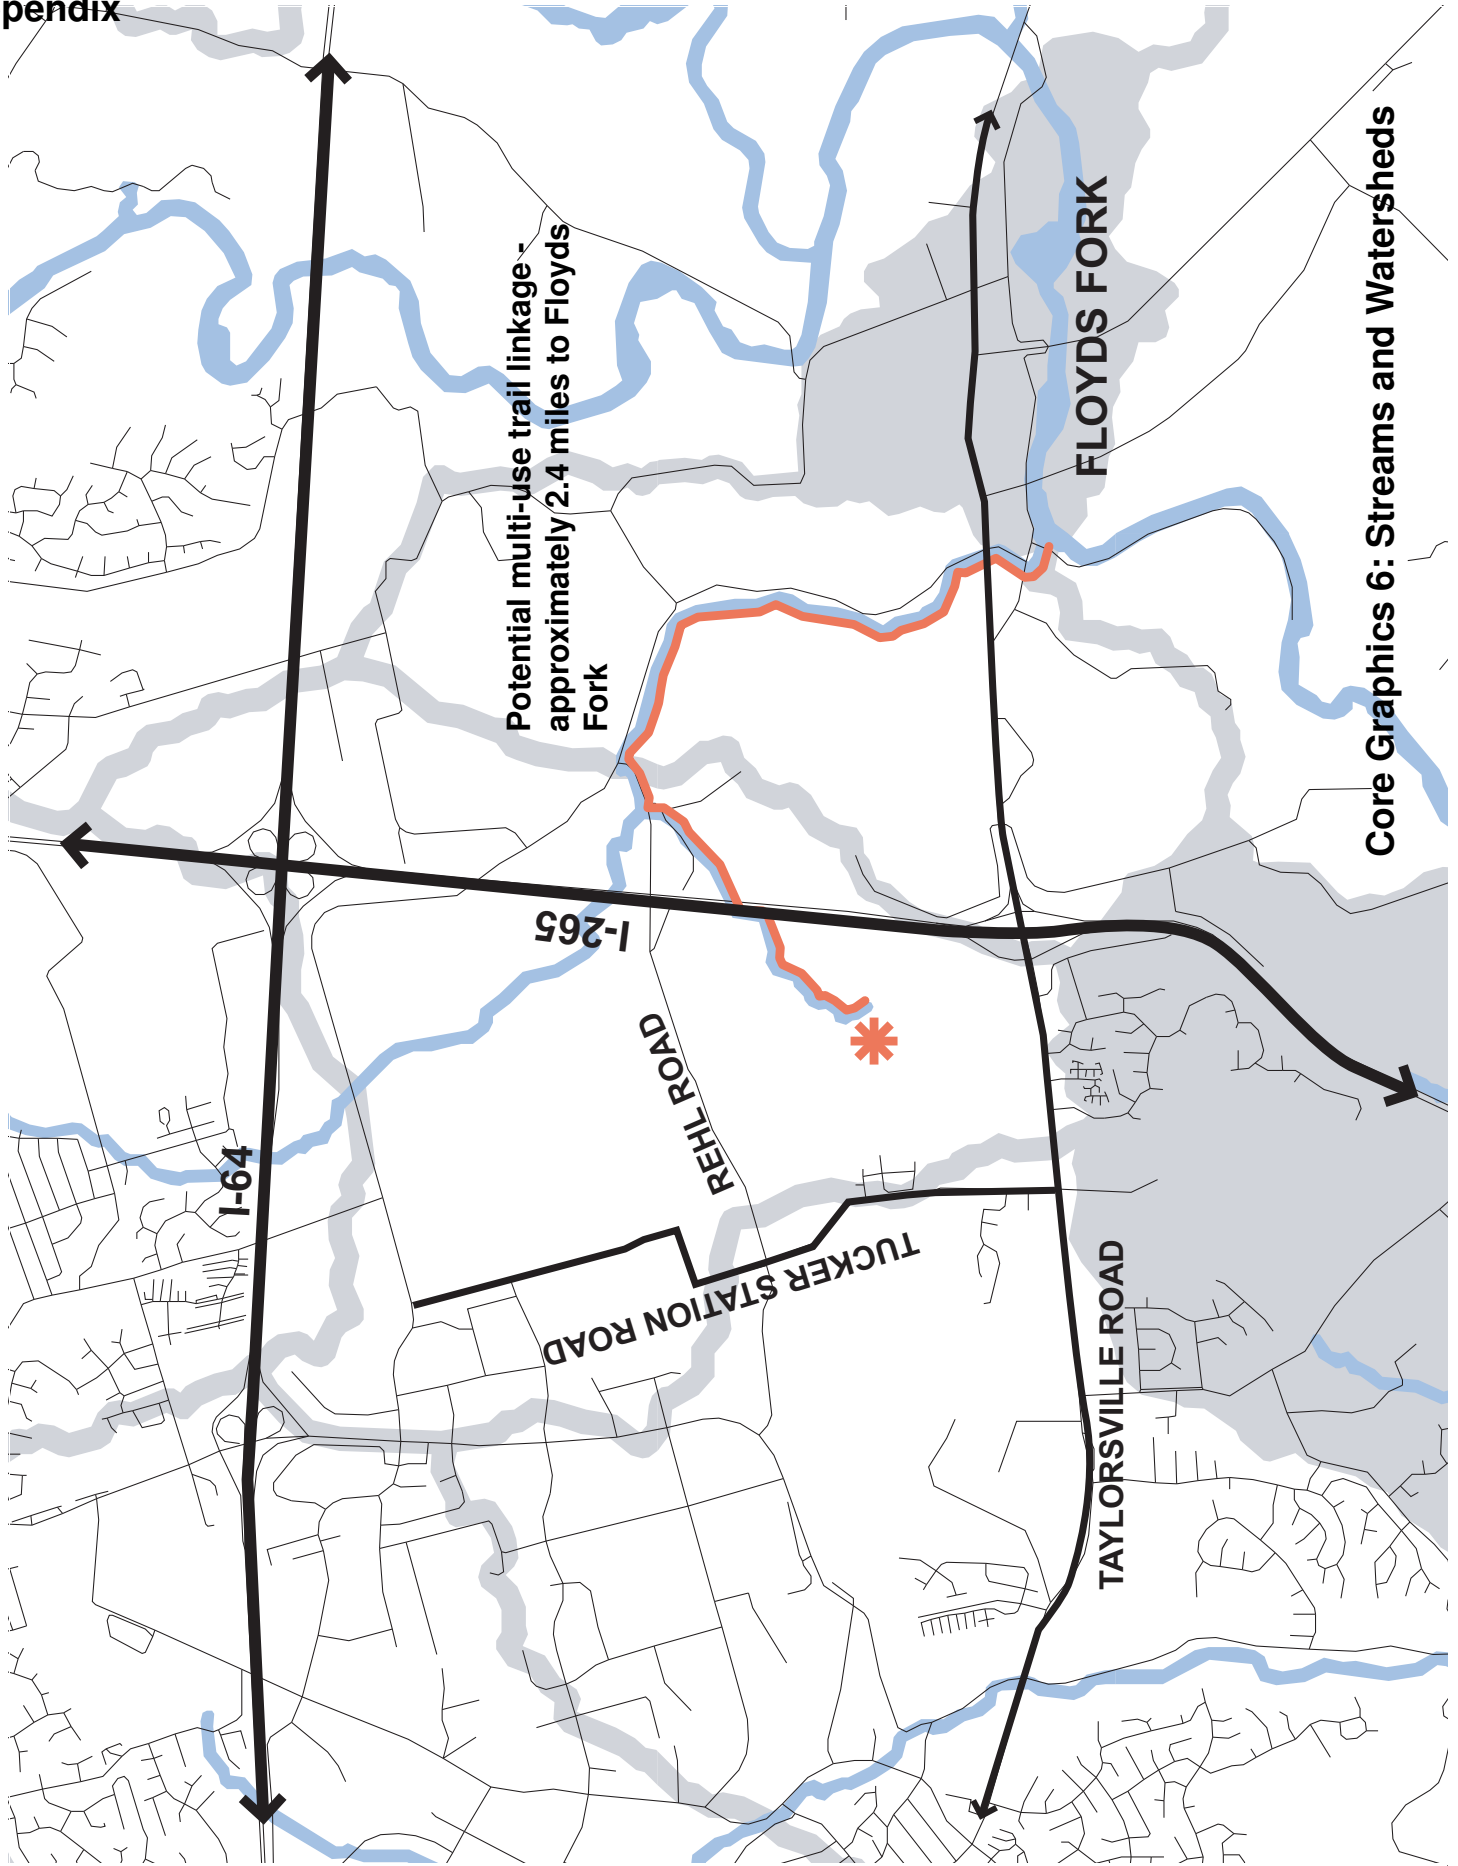 pendix
Potential multi-use trail linkage -
approximately 2.4 miles to Floyds
Fork
FLOYDS FORK
I-265
REHL ROAD
I-64
TUCKER STATION ROAD
TAYLORSVILLE ROAD
Core Graphics 6: Streams and Watersheds